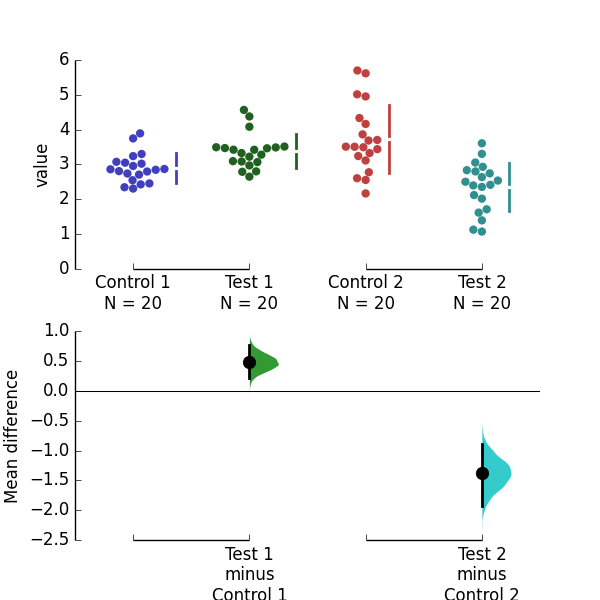 6
5
4
3
2
1
0
value
Control 1
N = 20
Test 1
N = 20
Control 2
N = 20
Test 2
N = 20
1.0
0.5
0.0
−0.5
−1.0
−1.5
−2.0
−2.5
Mean difference
Test 1
minus
Control 1
Test 2
minus
Control 2